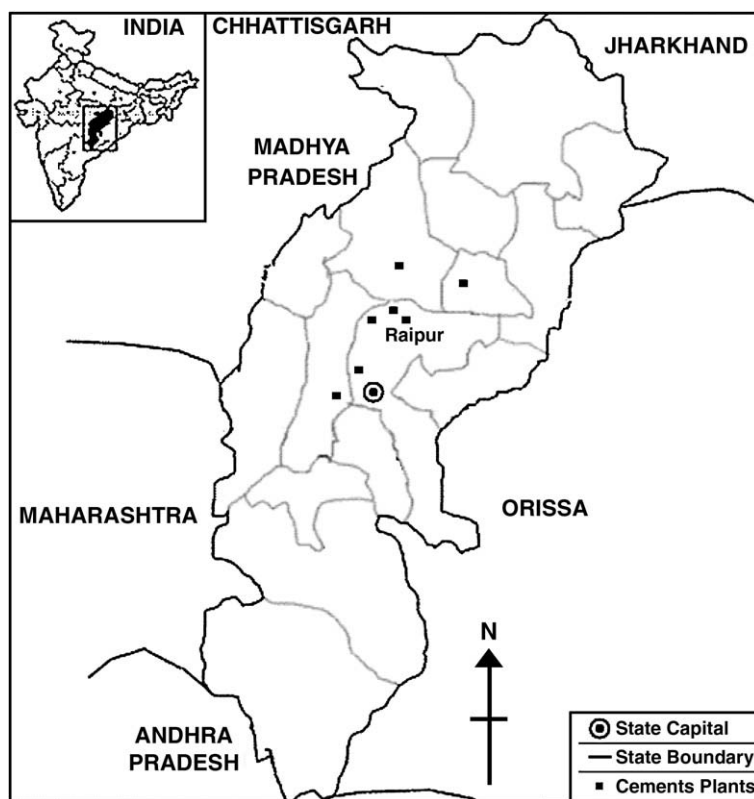 INDIA
CHHATTISGARH
JHARKHAND
MADHYA
PRADESH
Raipur
MAHARASHTRA
ORISSA
N
ANDHRA
PRADESH
State Capital
State Boundary
Cements Plants